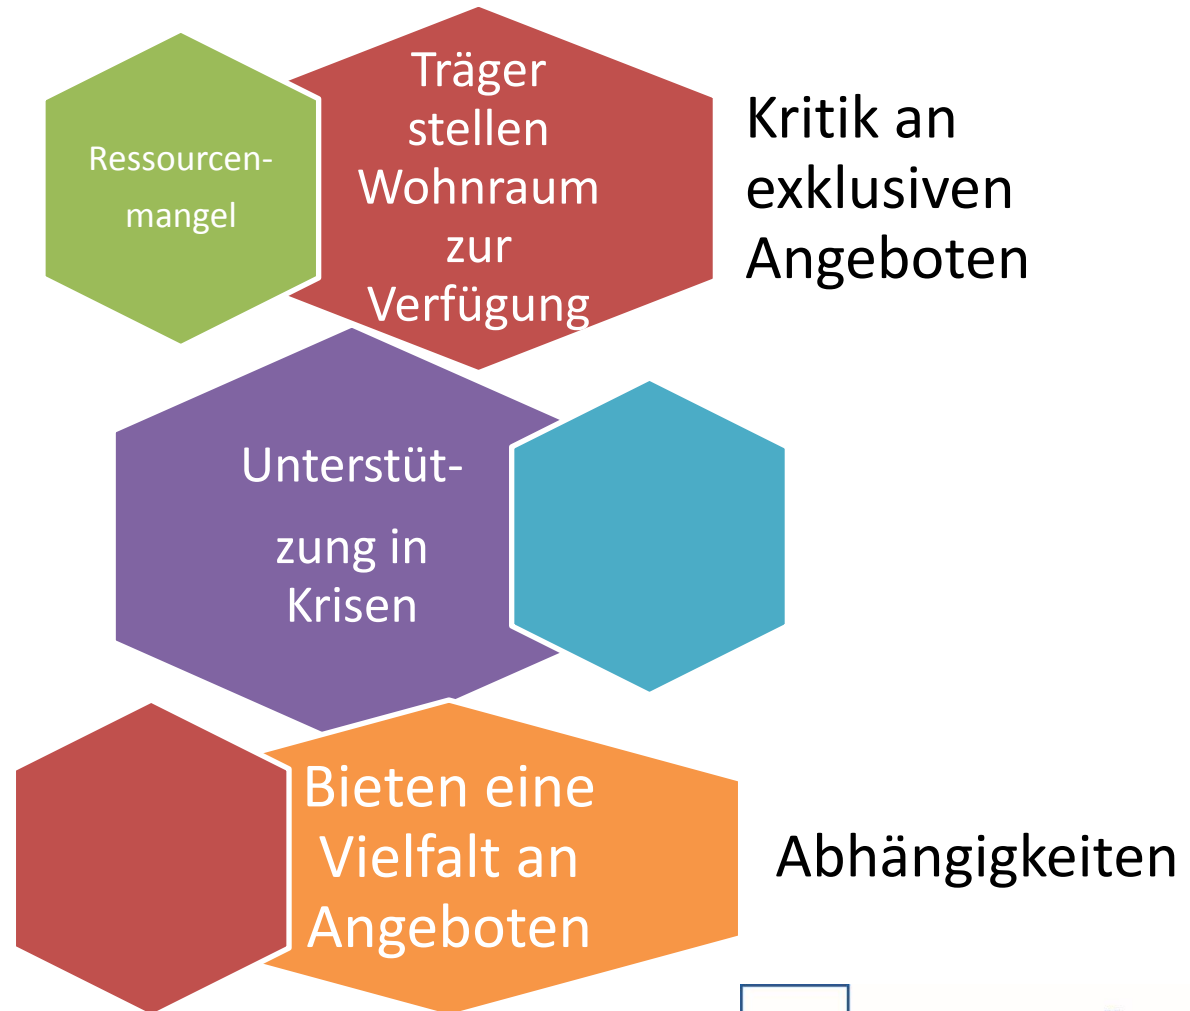 Ressourcen-
mangel
Träger
stellen
Wohnraum
zur
Verfügung
Kritik an
exklusiven
Angeboten
Unterstüt-
zung in
Krisen
Bieten eine
Vielfalt an
Angeboten
Abhängigkeiten